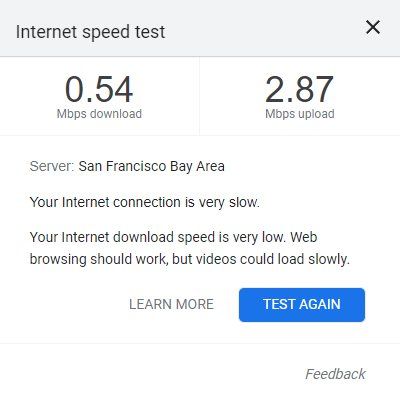 Internet speed test
0.54 2.87
Mbps download Mbps upload
Server: San Francisco Bay Area
Your Internet connection is very slow.
Your Internet download speed is very low. Web
browsing should work, but videos could load slowly.
LEARN MORE TEST AGAIN
Feedback